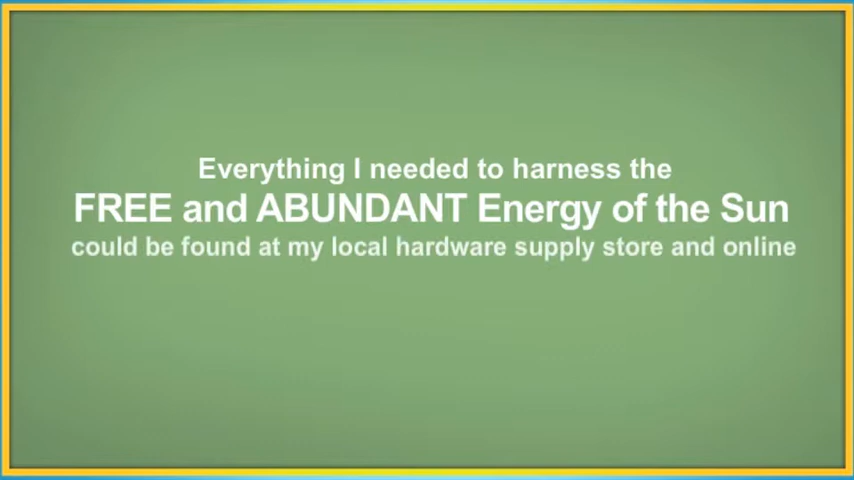 Everything I needed to harness the
FREE and ABUNDANT Energy of the Sun
could be found at my local hardware supply store and online